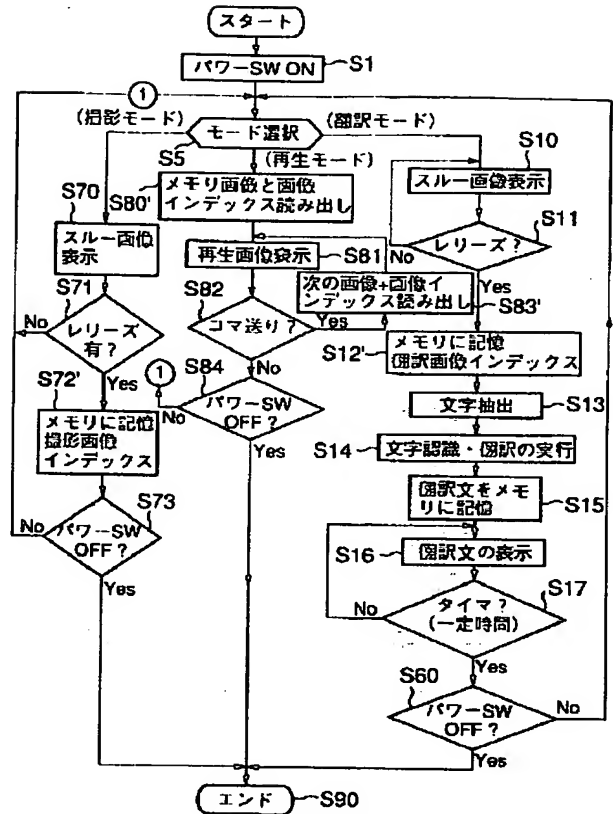 スタート
パワーSW ON
S1
①
(撮影モード)
モード選択
(翻訳モード)
S5
(再生モード)
S10
スルー画像表示
S80'
メモリ画像と画像
インデックス読み出し
S70
スルー画像
表示
S11
レリーズ?
No
Yes
再生画像表示
S81
次の画像+画像イ
ンデックス読み出し
S83'
S71
レリーズ
有?
No
Yes
S82
コマ送り?
Yes
No
S12'
メモリに記憶
翻訳画像インデックス
①
S84
パワーSW
OFF?
No
Yes
文字抽出
S13
S72'
メモリに記憶
撮影画像
インデックス
S14
文字認識・翻訳の実行
翻訳文をメモ
リに記憶
S15
S73
パワーSW
OFF?
No
Yes
S16
翻訳文の表示
S17
タイマ?
(一定時間)
No
Yes
S60
パワーSW
OFF?
No
Yes
エンド
S90